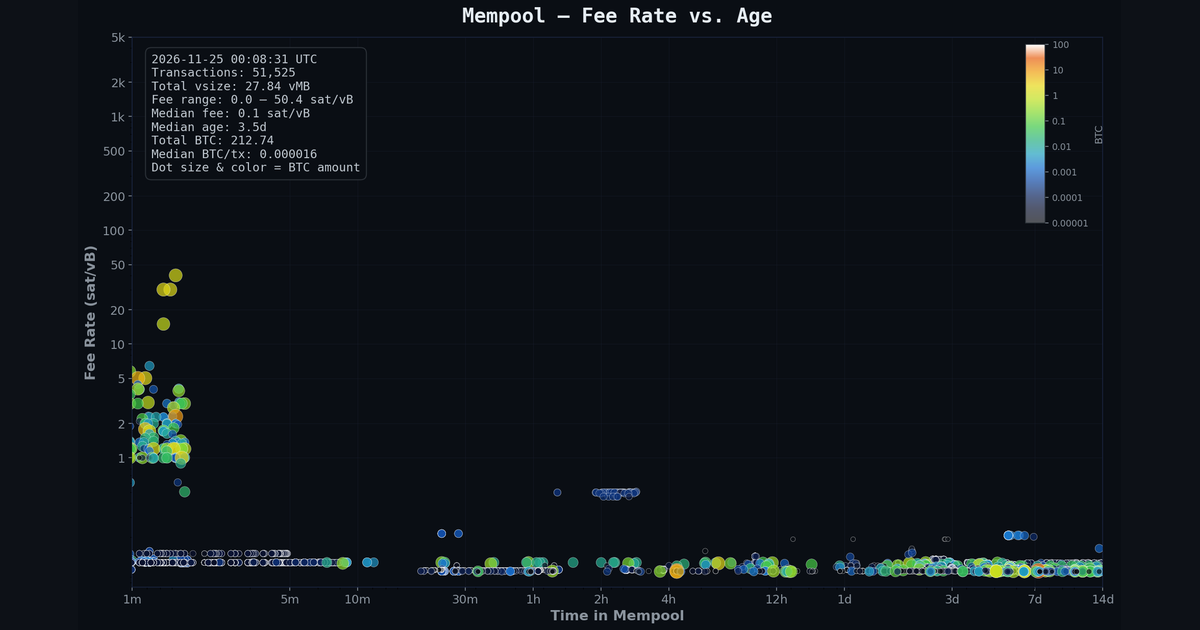 Mempool — Fee Rate vs. Age
2026-11-25 00:08:31 UTC
Transactions: 51,525
Total vsize: 27.84 vMB
Fee range: 0.0 – 50.4 sat/vB
Median fee: 0.1 sat/vB
Median age: 3.5d
Total BTC: 212.74
Median BTC/tx: 0.000016
Dot size & color = BTC amount
5k
2k
1k
500
200
100
50
20
10
5
2
1
Fee Rate (sat/vB)
100
10
1
0.1
0.01
0.001
0.0001
0.00001
BTC
1m 5m 10m 30m 1h 2h 4h 12h 1d 3d 7d 14d
Time in Mempool